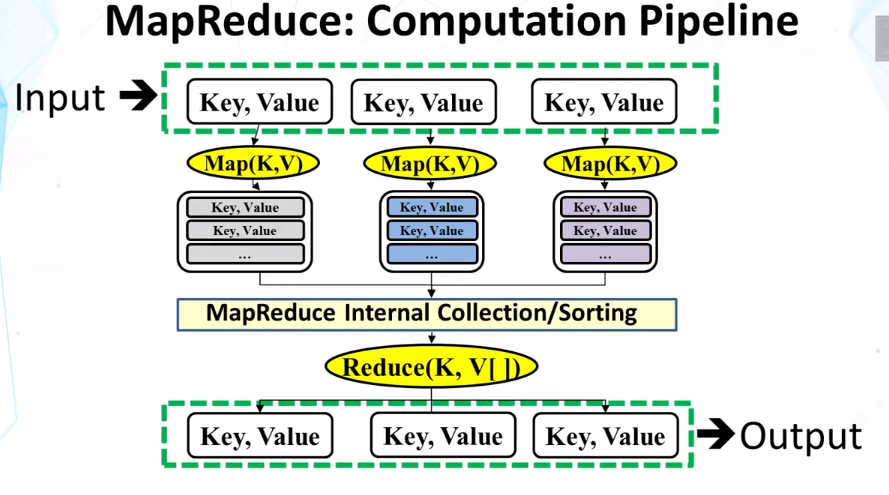 MapReduce: Computation Pipeline
Input
Key, Value Key, Value Key, Value
Map(K,V) Map(K,V) Map(K,V)
Key, Value Key, Value Key, Value
Key, Value Key, Value Key, Value
... ... ...
MapReduce Internal Collection/Sorting
Reduce(K, V[ ])
Key, Value Key, Value Key, Value
Output